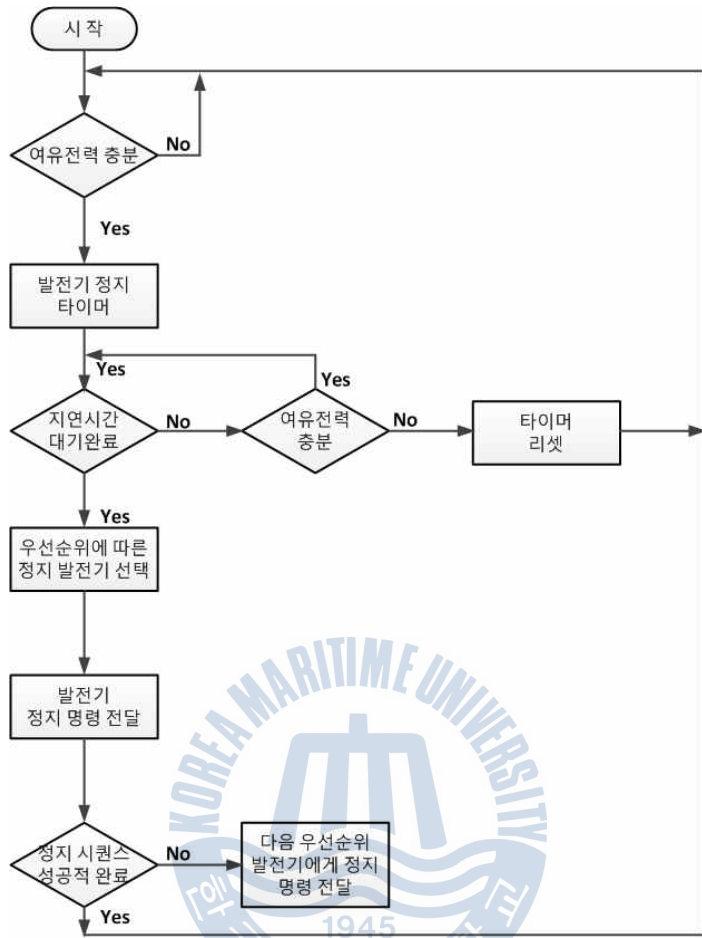 시작
여유전력 충분
No
Yes
발전기 정지
타이머
Yes
Yes
지연시간
대기완료
No
여유전력
충분
No
타이머
리셋
Yes
우선순위에 따른
정지 발전기 선택
발전기
정지 명령 전달
KOREA MARITIME UNIVERSITY
정지 시퀀스
성공적 완료
No
다음 우선순위
발전기에게 정지
명령 전달
Yes
1945